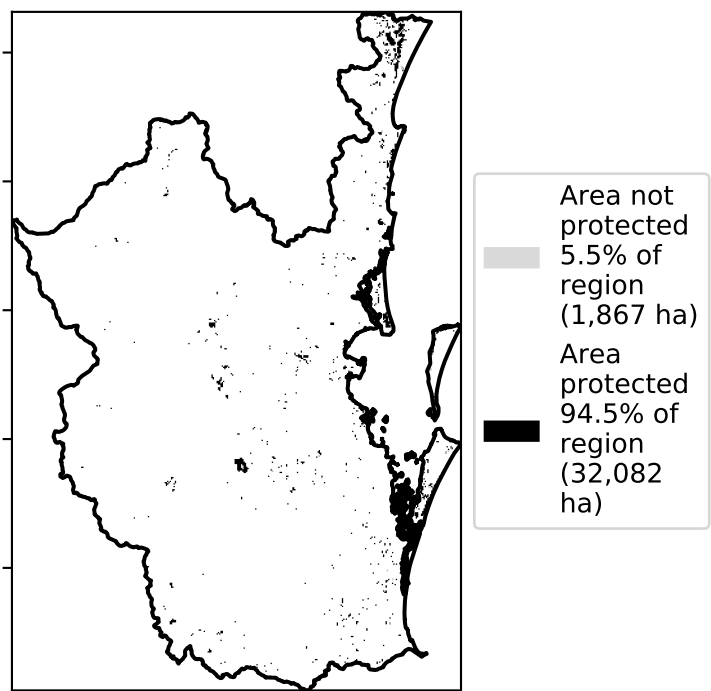 Area not
protected
5.5% of
region
(1,867 ha)
Area
protected
94.5% of
region
(32,082
ha)